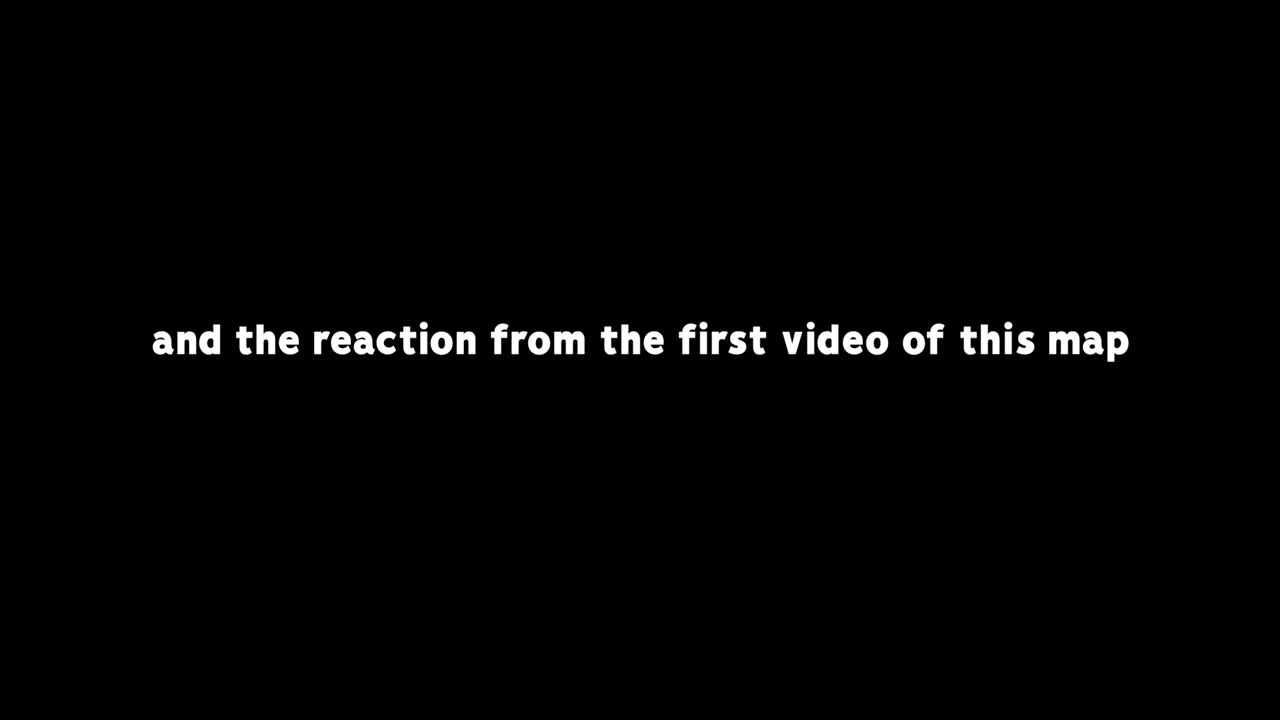 and the reaction from the first video of this map